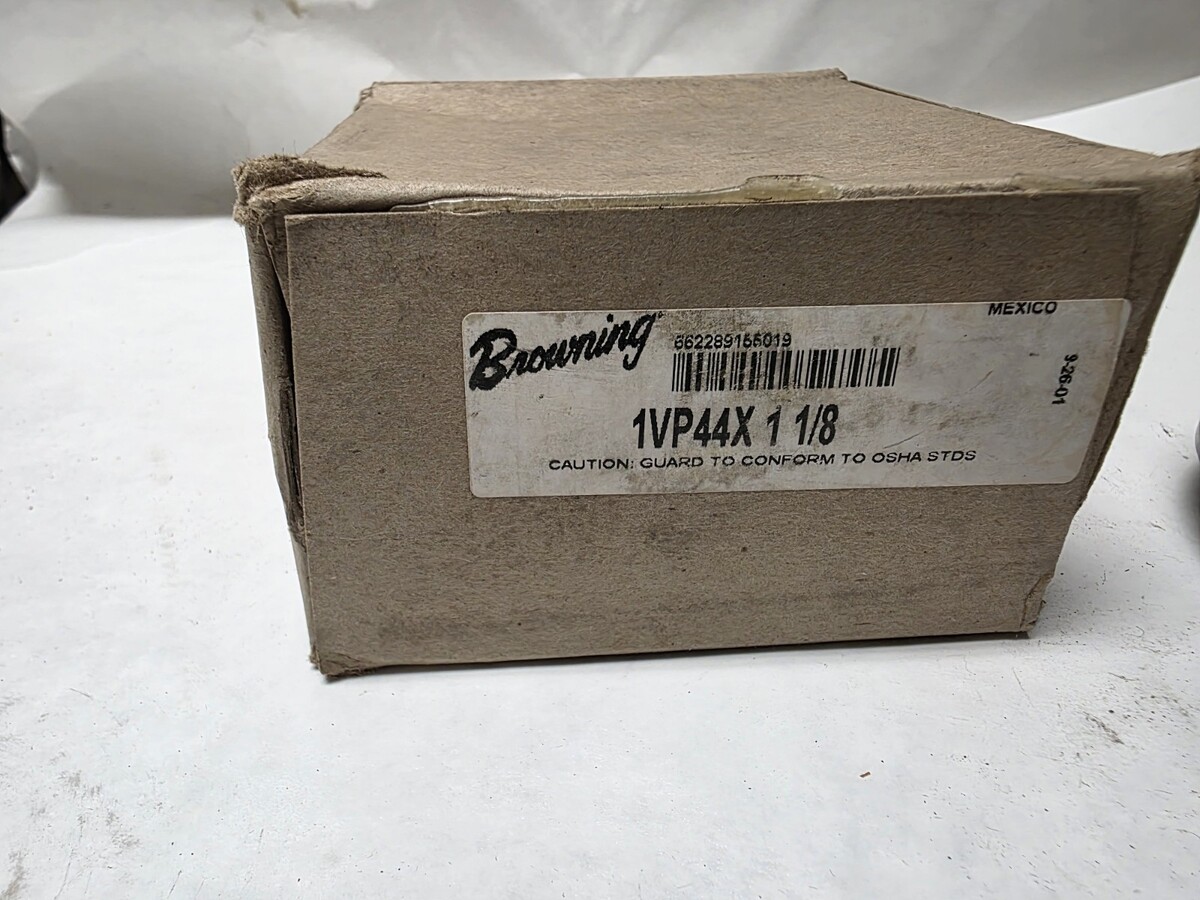 MEXICO
Browning
662289155019
9-26-01
1VP44X 1 1/8
CAUTION: GUARD TO CONFORM TO OSHA STDS